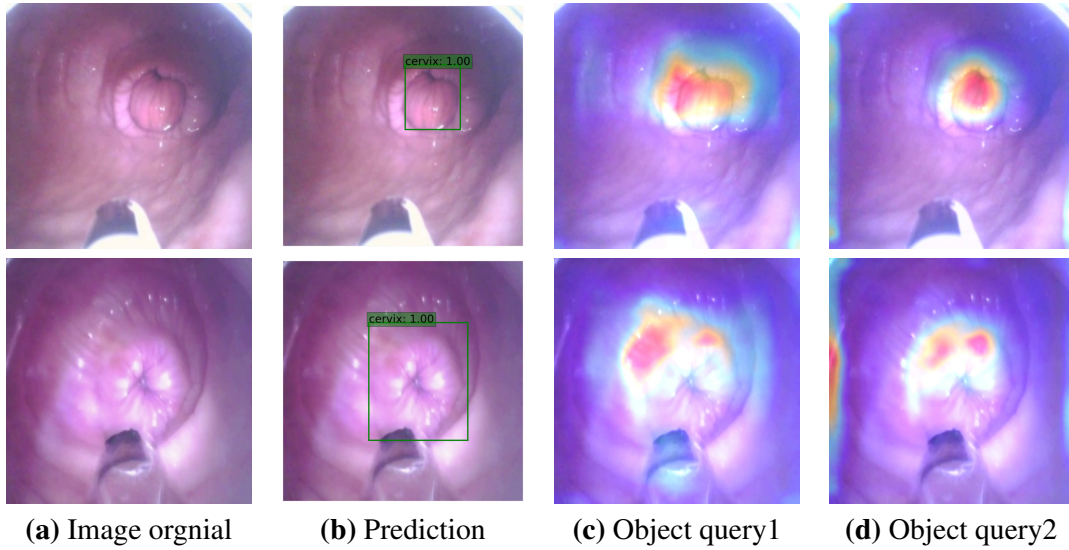 cervix: 1.00
cervix: 1.00
(a) Image orgnial
(b) Prediction
(c) Object query1
(d) Object query2